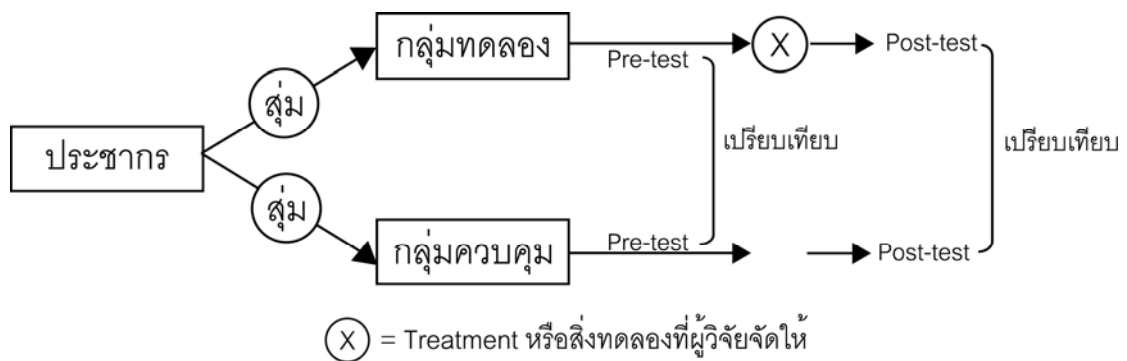 กลุ่มทดลอง
Pre-test
X
Post-test
สุ่ม
ประชากร
เปรียบเทียบ
เปรียบเทียบ
สุ่ม
กลุ่มควบคุม
Pre-test
Post-test
X = Treatment หรือสิ่งทดลองที่ผู้วิจัยจัดให้